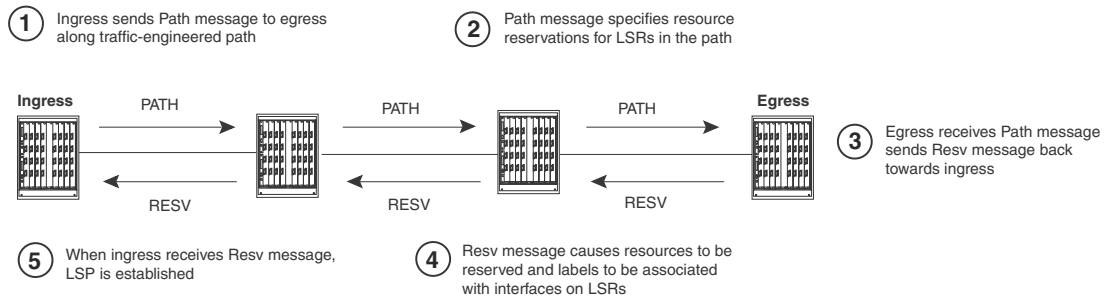 1
Ingress sends Path message to egress
along traffic-engineered path
2
Path message specifies resource
reservations for LSRs in the path
Ingress
PATH
PATH
PATH
Egress
3
Egress receives Path message
sends Resv message back
towards ingress
RESV
RESV
RESV
5
When ingress receives Resv message,
LSP is established
4
Resv message causes resources to be
reserved and labels to be associated
with interfaces on LSRs